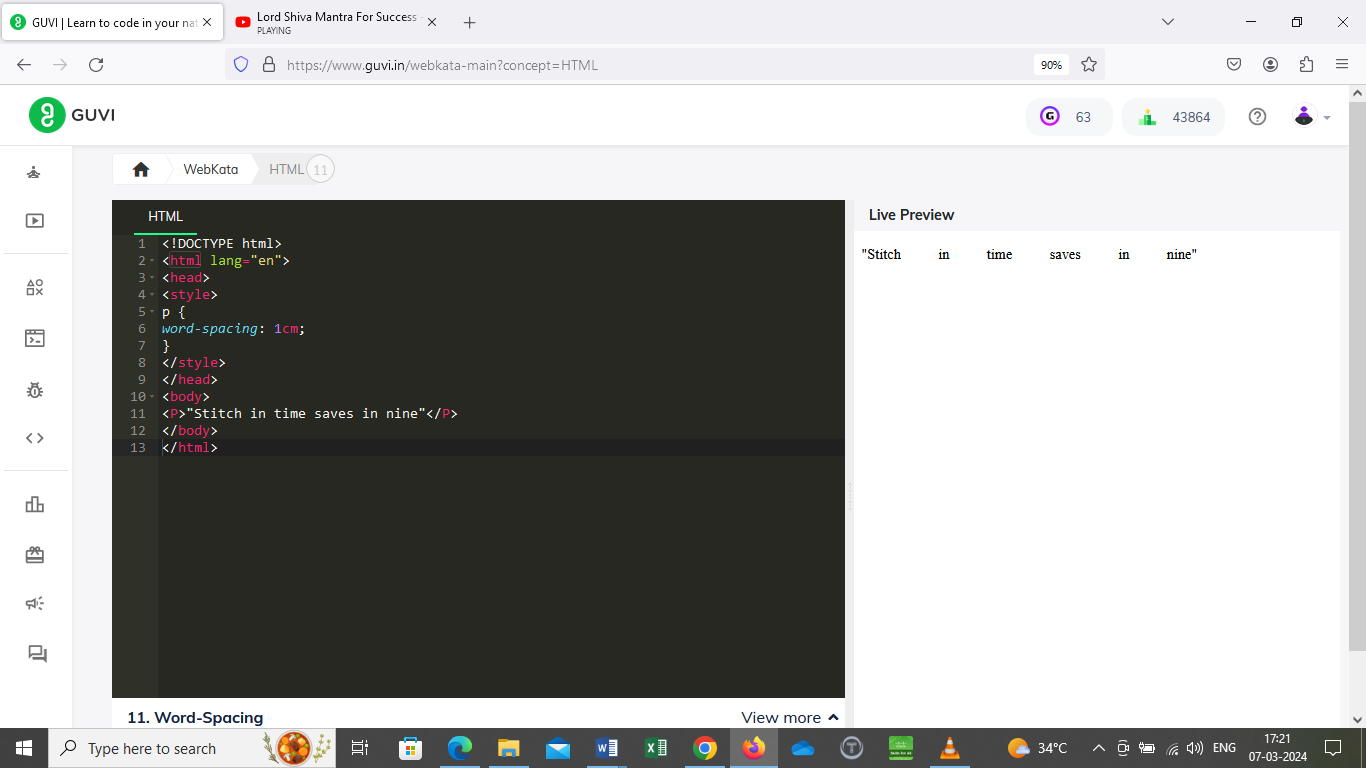 GUVI | Learn to code in your nat
Lord Shiva Mantra For Success -
PLAYING
https://www.guvi.in/webkata-main?concept=HTML
90%
GUVI
63
43864
WebKata
HTML
11
HTML
Live Preview
1 <!DOCTYPE html>
2 <html lang="en">
3 <head>
4 <style>
5 p {
6 word-spacing: 1cm;
7 }
8 </style>
9 </head>
10 <body>
11 <P>"Stitch in time saves in nine"</P>
12 </body>
13 </html>
"Stitch in time saves in nine"
11. Word-Spacing
View more
Type here to search
34°C
ENG
17:21
07-03-2024